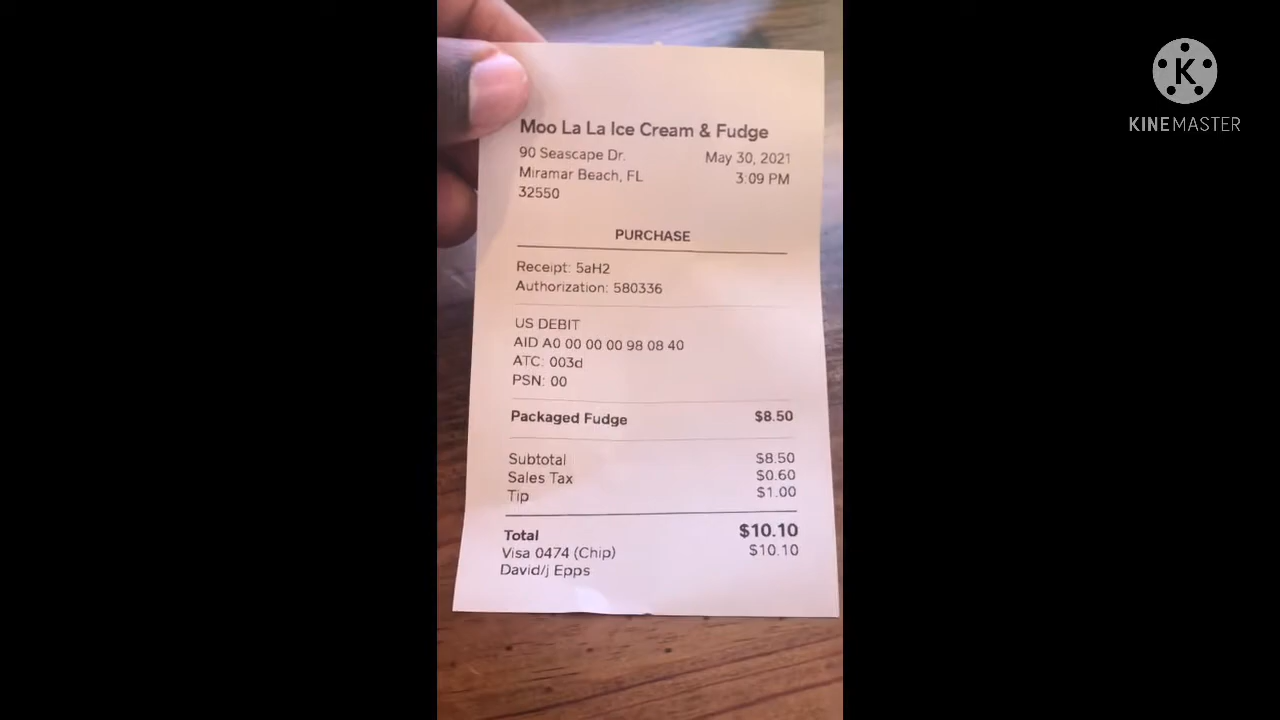 Moo La La Ice Cream & Fudge
90 Seascape Dr. May 30, 2021
Miramar Beach, FL 3:09 PM
32550
PURCHASE
Receipt: 5aH2
Authorization: 580336
US DEBIT
AID A0 00 00 00 98 08 40
ATC: 003d
PSN: 00
Packaged Fudge $8.50
Subtotal $8.50
Sales Tax $0.60
Tip $1.00
Total $10.10
Visa 0474 (Chip) $10.10
David/j Epps
K
KINEMASTER